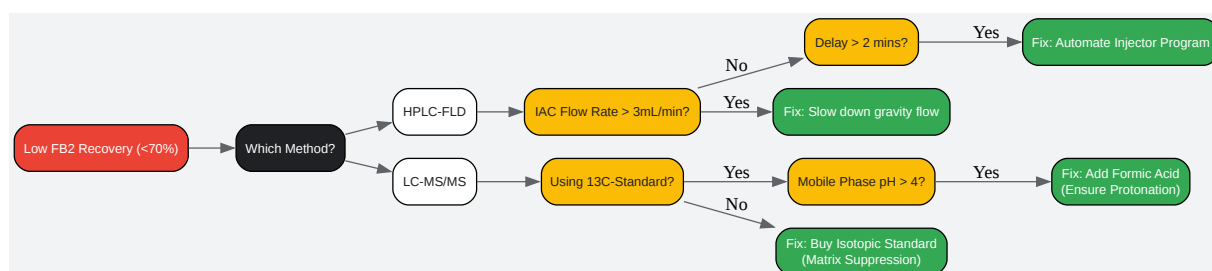 Low FB2 Recovery (<70%)
Which Method?
HPLC-FLD
IAC Flow Rate > 3mL/min?
No
Delay > 2 mins?
Yes
Fix: Automate Injector Program
Yes
Fix: Slow down gravity flow
LC-MS/MS
Using 13C-Standard?
Yes
Mobile Phase pH > 4?
Yes
Fix: Add Formic Acid
(Ensure Protonation)
No
Fix: Buy Isotopic Standard
(Matrix Suppression)